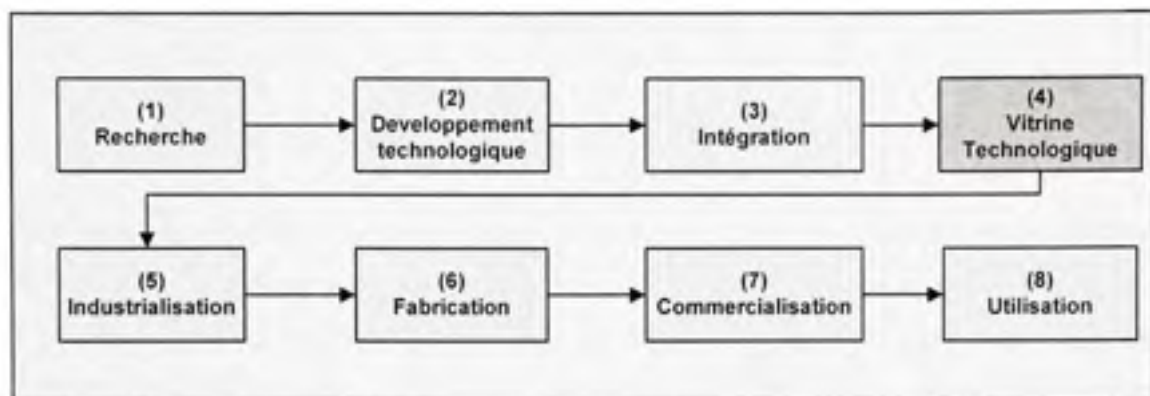 (1)
Recherche
(2)
Developpement
technologique
(3)
Intégration
(4)
Vitrine
Technologique
(5)
Industrialisation
(6)
Fabrication
(7)
Commercialisation
(8)
Utilisation